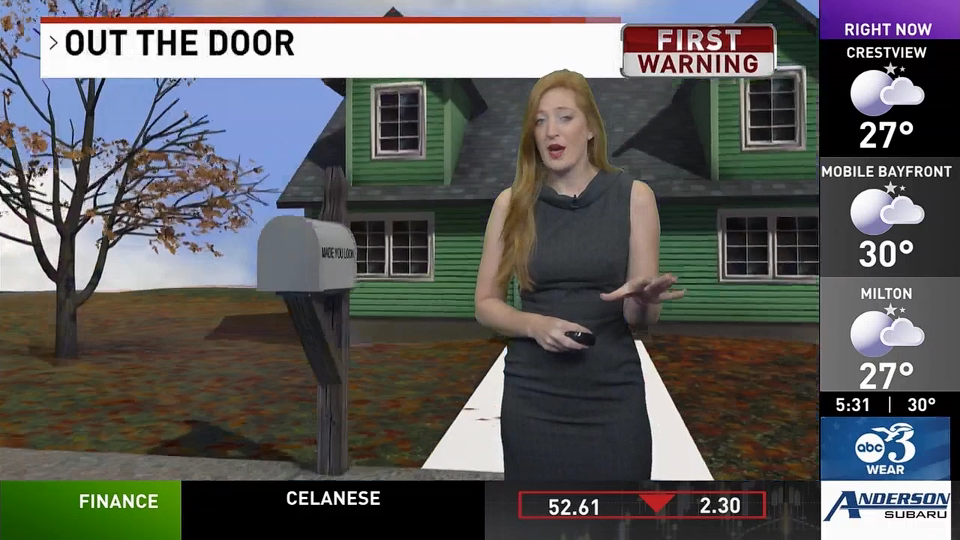 OUT THE DOOR
FIRST
WARNING
MADE YOU LOOK
RIGHT NOW
CRESTVIEW
27°
MOBILE BAYFRONT
30°
MILTON
27°
5:31 | 30°
abc 3
WEAR
ANDERSON
SUBARU
FINANCE
CELANESE
52.61
2.30